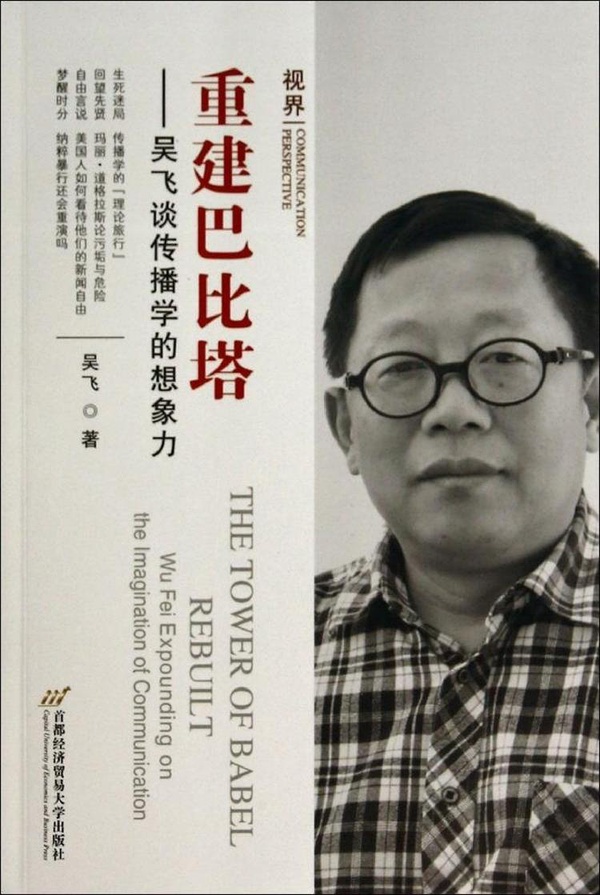 视界
COMMUNICATION
PERSPECTIVE
重建巴比塔
——吴飞谈传播学的想象力
生死迷局 传播学的「理论旅行」
回望先贤 玛丽·道格拉斯论污垢与危险
自由言说 美国人如何看待他们的新闻自由
梦醒时分 纳粹暴行还会重演吗
吴飞 ◎ 著
THE TOWER OF BABEL
REBUILT
Wu Fei Expounding on
the Imagination of Communication
首都经济贸易大学出版社
Capital University of Economics and Business Press